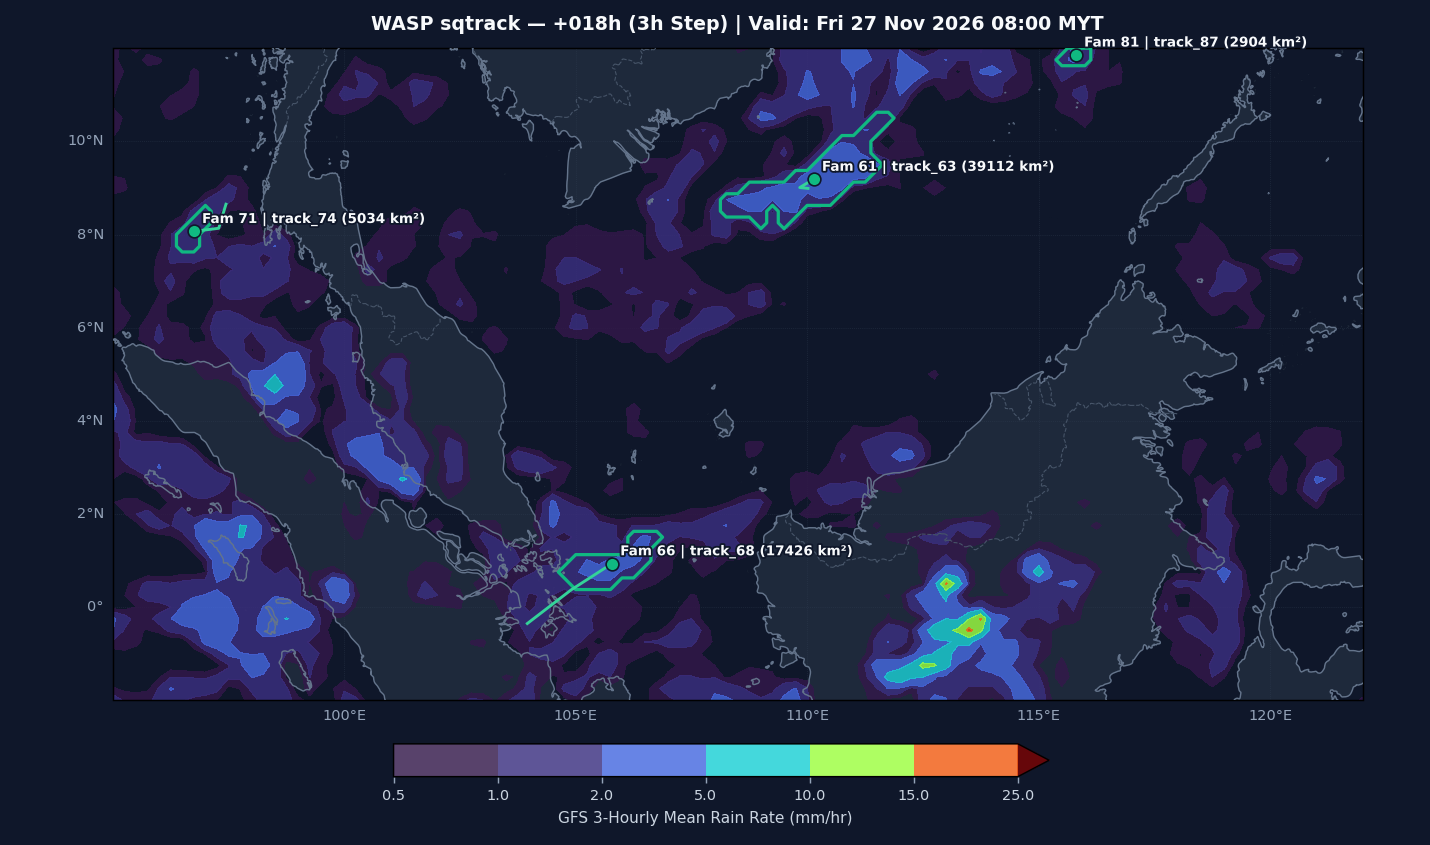 WASP sqtrack — +018h (3h Step) | Valid: Fri 27 Nov 2026 08:00 MYT
Fam 81 | track_87 (2904 km²)
10°N
Fam 61 | track_63 (39112 km²)
Fam 71 | track_74 (5034 km²)
8°N
6°N
4°N
2°N
Fam 66 | track_68 (17426 km²)
0°
100°E 105°E 110°E 115°E 120°E
0.5 1.0 2.0 5.0 10.0 15.0 25.0
GFS 3-Hourly Mean Rain Rate (mm/hr)